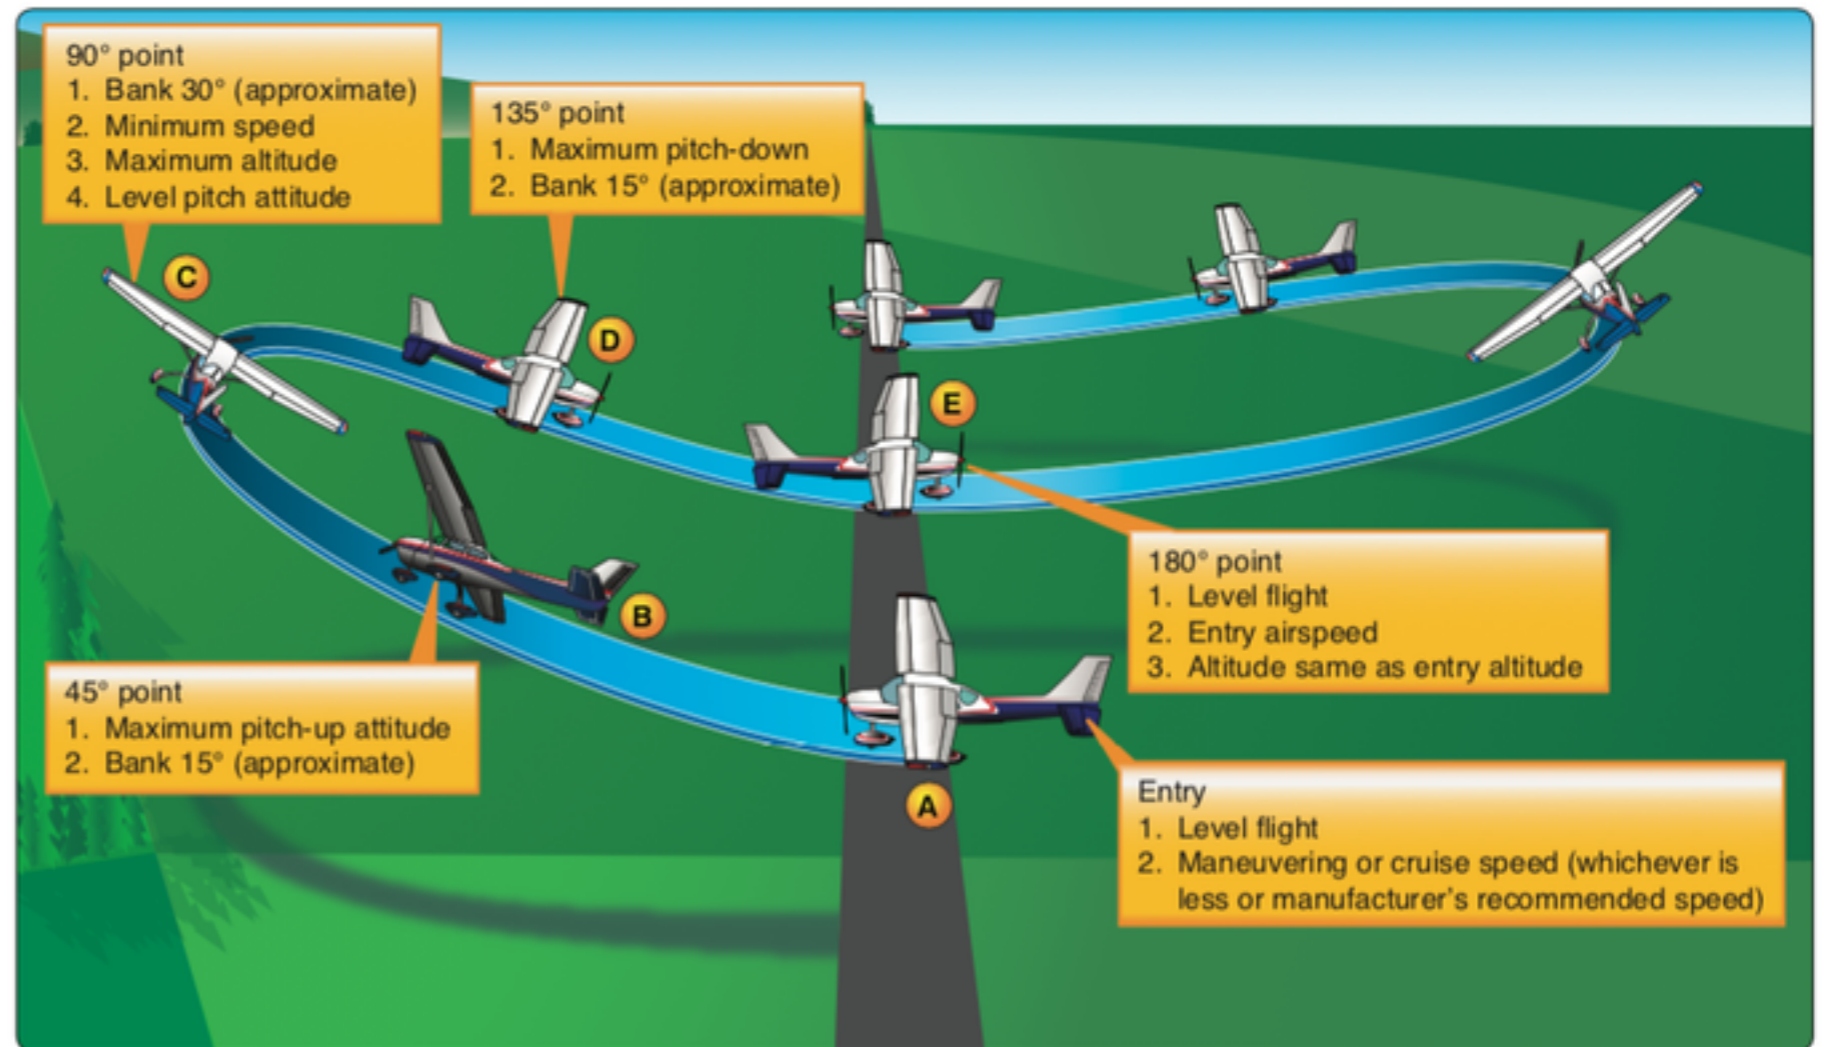 90° point
1. Bank 30° (approximate)
2. Minimum speed
3. Maximum altitude
4. Level pitch attitude
135° point
1. Maximum pitch-down
2. Bank 15° (approximate)
C
D
E
180° point
1. Level flight
2. Entry airspeed
3. Altitude same as entry altitude
B
45° point
1. Maximum pitch-up attitude
2. Bank 15° (approximate)
A
Entry
1. Level flight
2. Maneuvering or cruise speed (whichever is
less or manufacturer's recommended speed)